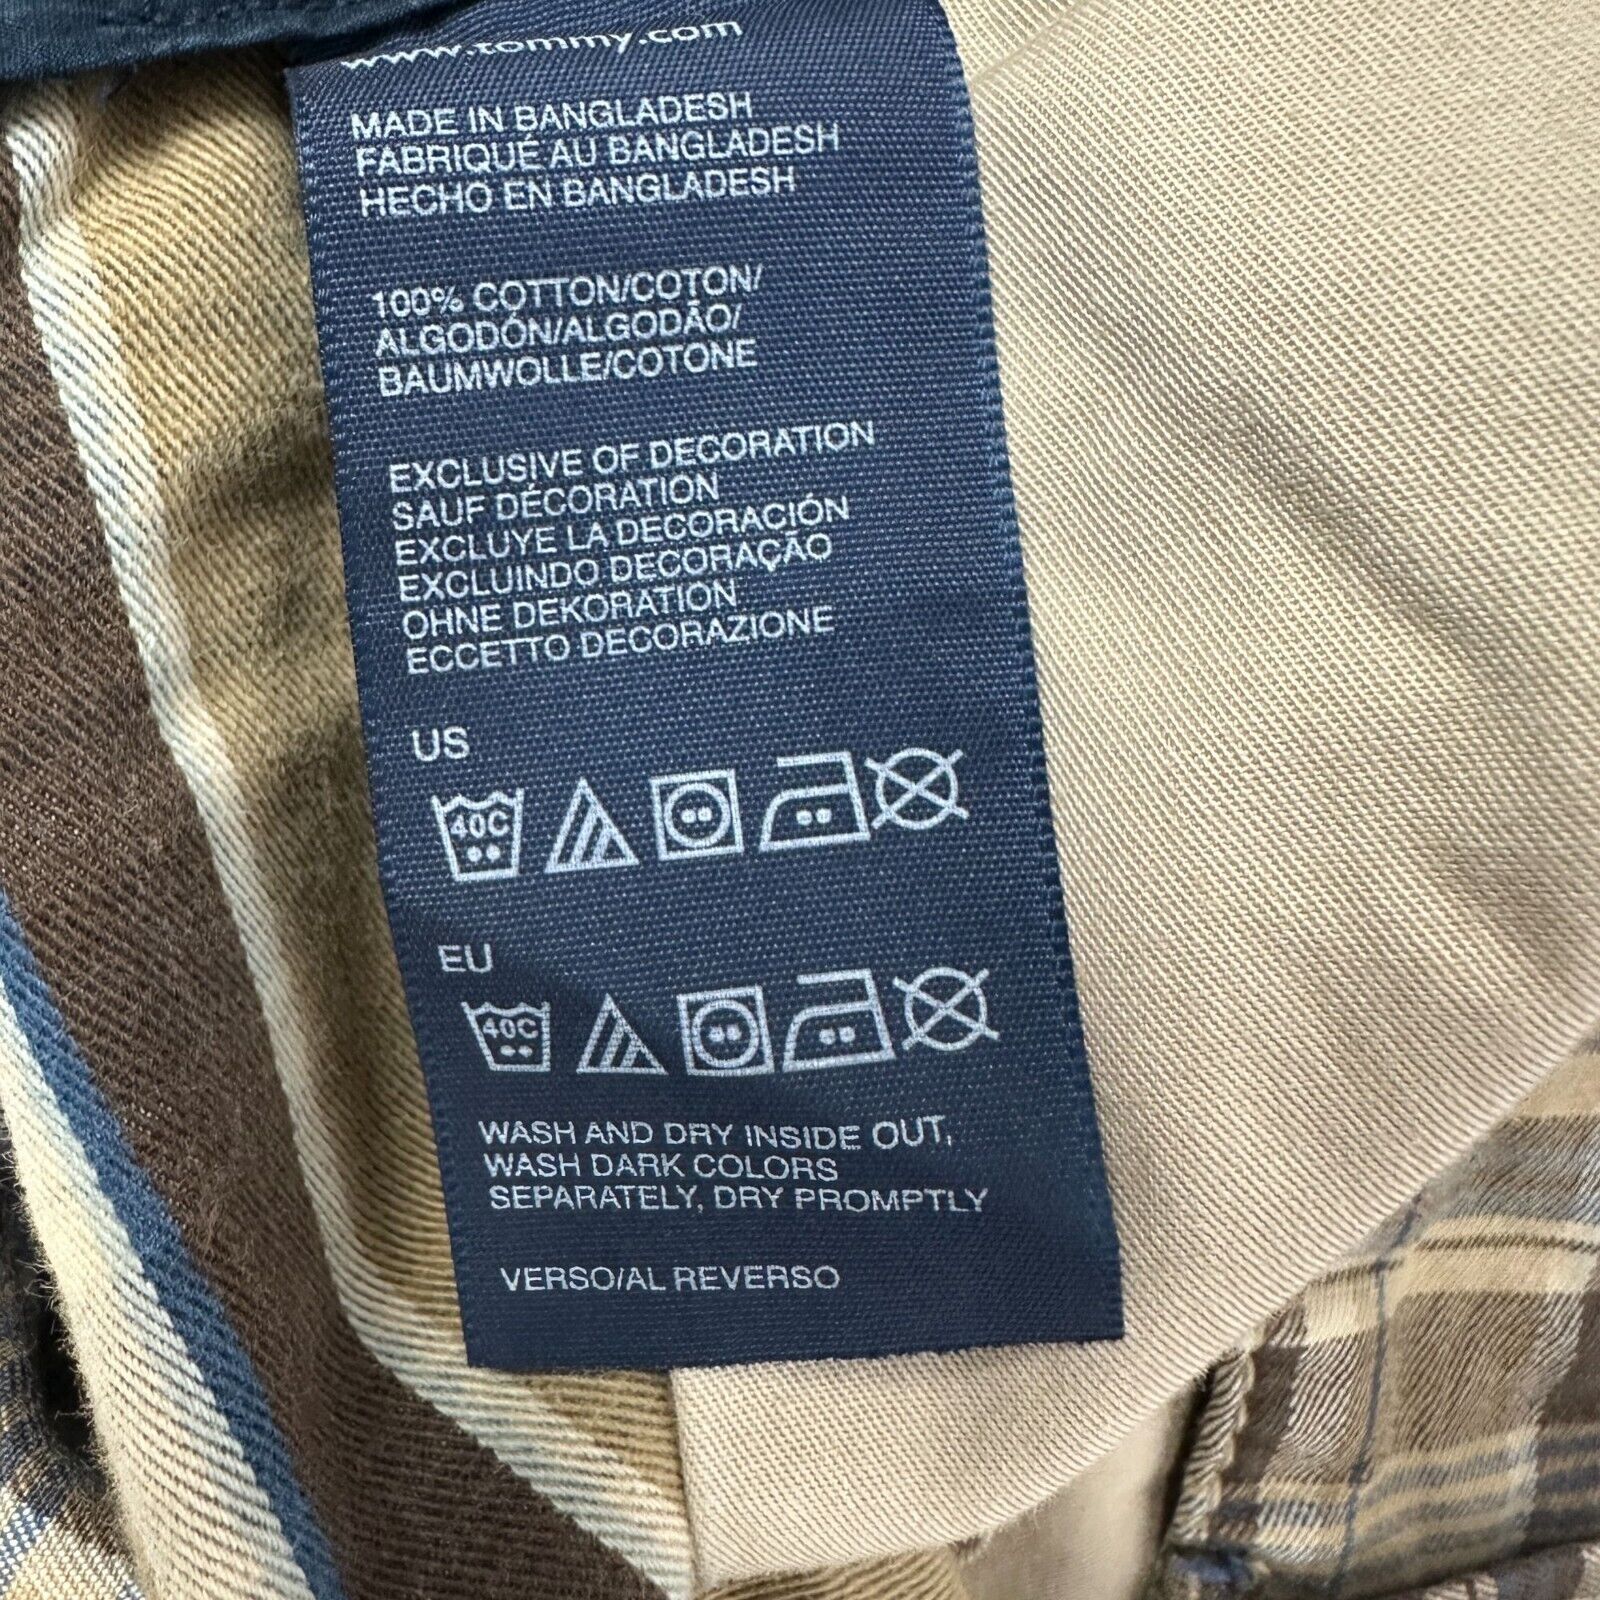 www.tommy.com
MADE IN BANGLADESH
FABRIQUÉ AU BANGLADESH
HECHO EN BANGLADESH
100% COTTON/COTON/
ALGODÓN/ALGODÃO/
BAUMWOLLE/COTONE
EXCLUSIVE OF DECORATION
SAUF DÉCORATION
EXCLUYE LA DECORACIÓN
EXCLUINDO DECORAÇÃO
OHNE DEKORATION
ECCETTO DECORAZIONE
US
40C
EU
40C
WASH AND DRY INSIDE OUT,
WASH DARK COLORS
SEPARATELY, DRY PROMPTLY
VERSO/AL REVERSO